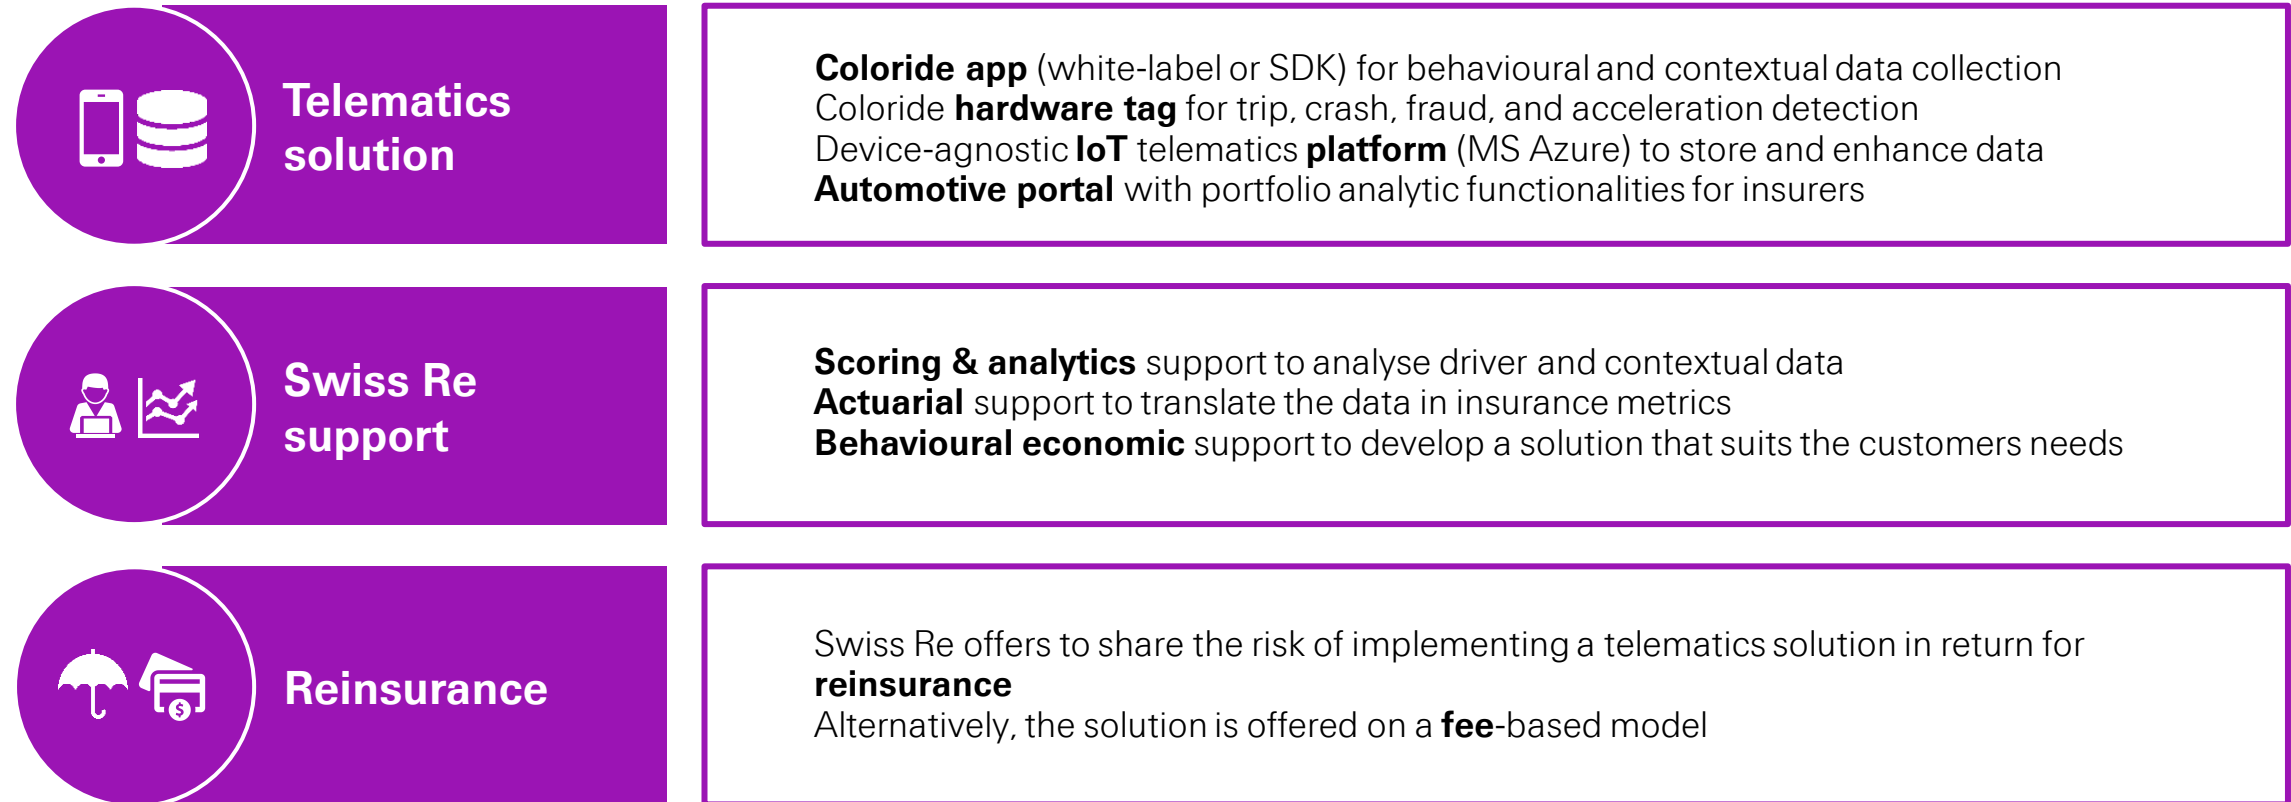 Telematics
solution
Coloride app (white-label or SDK) for behavioural and contextual data collection
Coloride hardware tag for trip, crash, fraud, and acceleration detection
Device-agnostic IoT telematics platform (MS Azure) to store and enhance data
Automotive portal with portfolio analytic functionalities for insurers
Swiss Re
support
Scoring & analytics support to analyse driver and contextual data
Actuarial support to translate the data in insurance metrics
Behavioural economic support to develop a solution that suits the customers needs
$
Reinsurance
Swiss Re offers to share the risk of implementing a telematics solution in return for
reinsurance
Alternatively, the solution is offered on a fee-based model